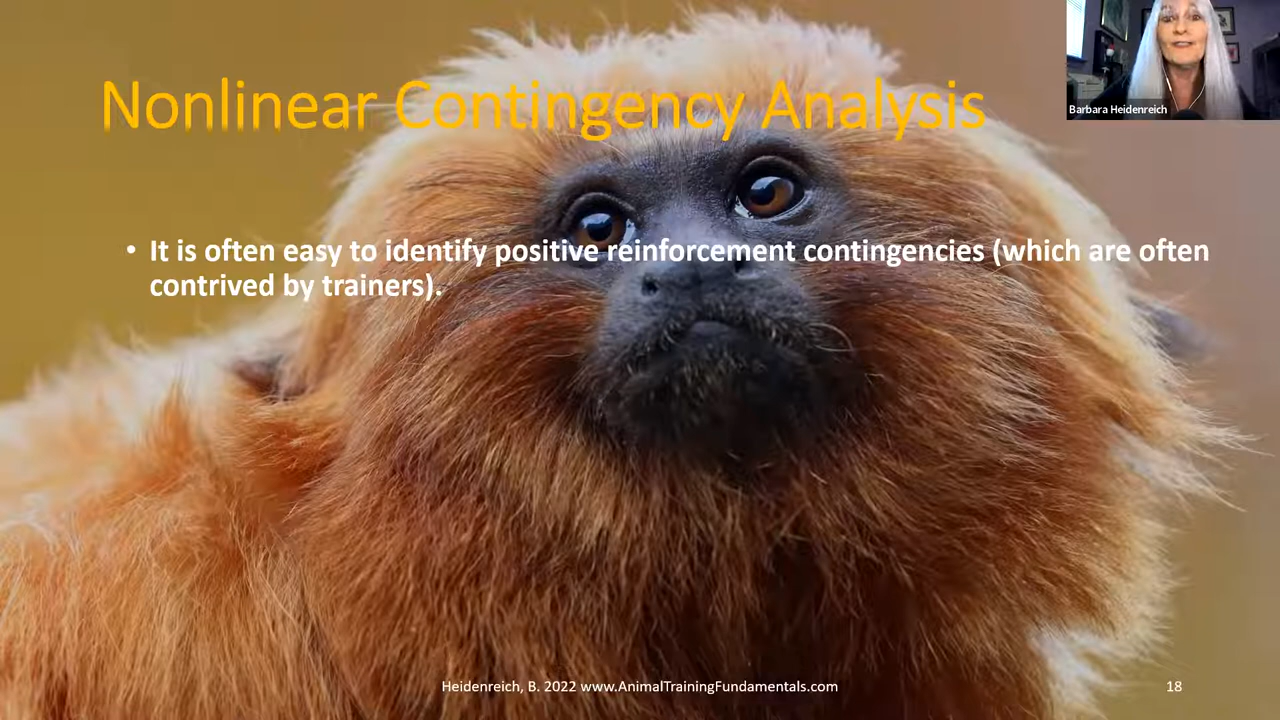 Nonlinear Contingency Analysis
Barbara Heidenreich
• It is often easy to identify positive reinforcement contingencies (which are often
contrived by trainers).
Heidenreich, B. 2022 www.AnimalTrainingFundamentals.com
18